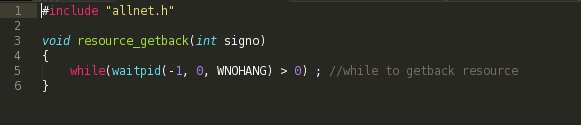 1 #include "allnet.h"
2
3 void resource_getback(int signo)
4 {
5     while(waitpid(-1, 0, WNOHANG) > 0) ; //while to getback resource
6 }